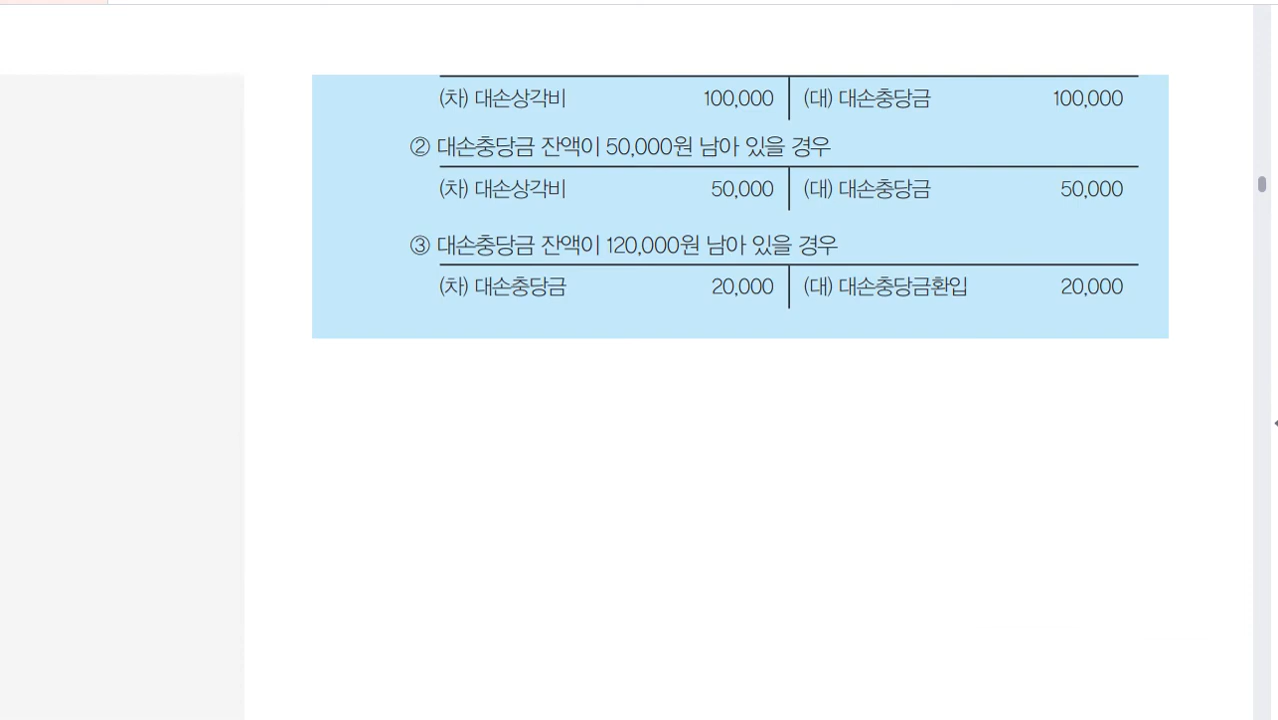 (차) 대손상각비 100,000 (대) 대손충당금 100,000
② 대손충당금 잔액이 50,000원 남아 있을 경우
(차) 대손상각비 50,000 (대) 대손충당금 50,000
③ 대손충당금 잔액이 120,000원 남아 있을 경우
(차) 대손충당금 20,000 (대) 대손충당금환입 20,000